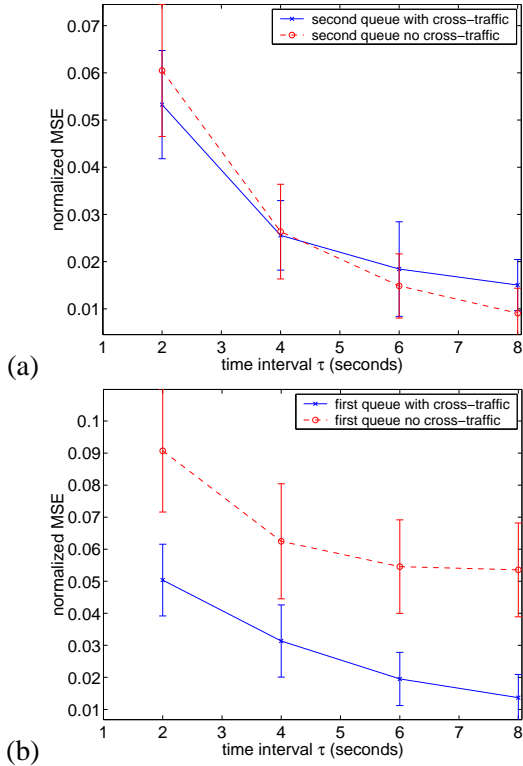 0.07
0.06
0.05
0.04
0.03
0.02
0.01
normalized MSE
second queue with cross−traffic
second queue no cross−traffic
1 2 3 4 5 6 7 8
time interval τ (seconds)
(a)
0.1
0.09
0.08
0.07
0.06
0.05
0.04
0.03
0.02
0.01
normalized MSE
first queue with cross−traffic
first queue no cross−traffic
1 2 3 4 5 6 7 8
time interval τ (seconds)
(b)